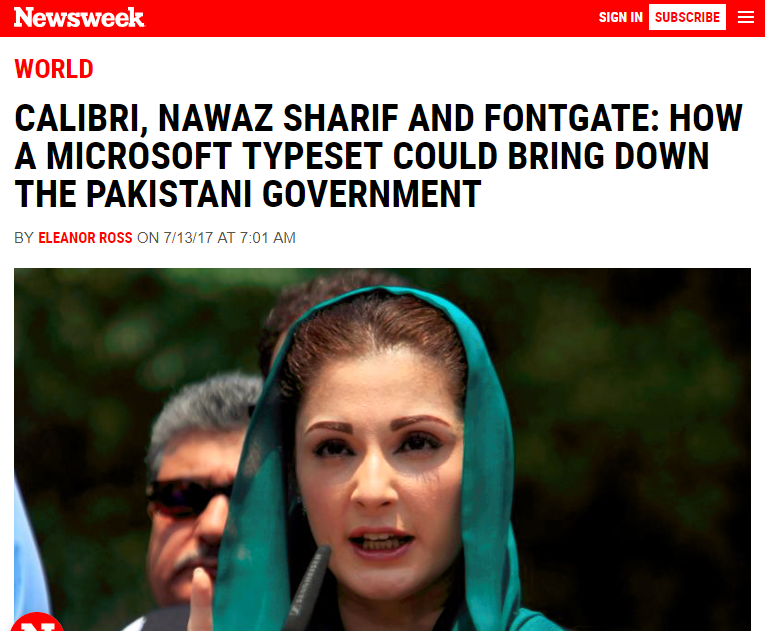 Newsweek
SIGN IN SUBSCRIBE
WORLD
CALIBRI, NAWAZ SHARIF AND FONTGATE: HOW
A MICROSOFT TYPESET COULD BRING DOWN
THE PAKISTANI GOVERNMENT
BY ELEANOR ROSS ON 7/13/17 AT 7:01 AM
SENNHEISER
N